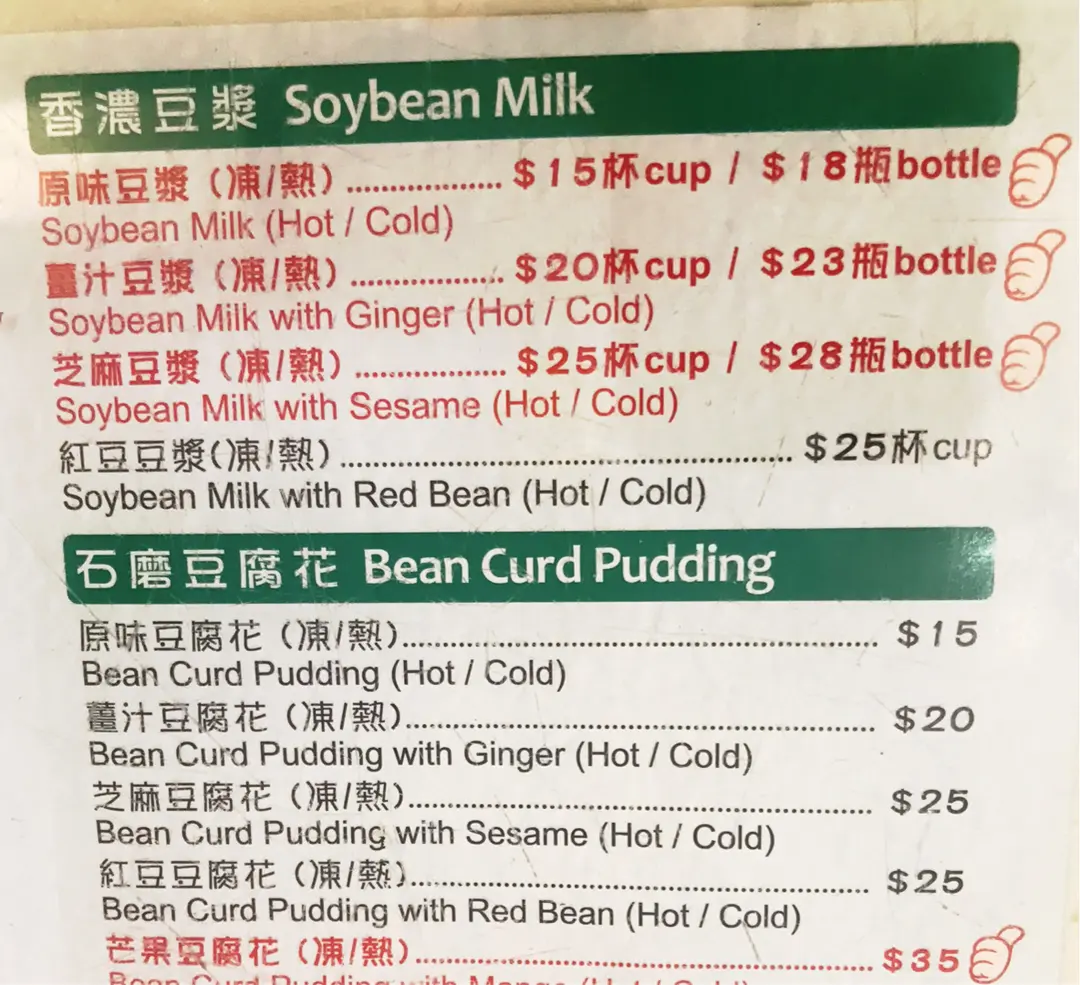 香濃豆漿 Soybean Milk
原味豆漿（凍/熱）................... $15杯cup / $18瓶bottle
Soybean Milk (Hot / Cold)
薑汁豆漿（凍/熱）................... $20杯cup / $23瓶bottle
Soybean Milk with Ginger (Hot / Cold)
芝麻豆漿（凍/熱）................... $25杯cup / $28瓶bottle
Soybean Milk with Sesame (Hot / Cold)
紅豆豆漿(凍/熱）........................................................ $25杯cup
Soybean Milk with Red Bean (Hot / Cold)
石磨豆腐花 Bean Curd Pudding
原味豆腐花（凍/熱）............................................................ $15
Bean Curd Pudding (Hot / Cold)
薑汁豆腐花（凍/熱）............................................................ $20
Bean Curd Pudding with Ginger (Hot / Cold)
芝麻豆腐花（凍/熱）............................................................ $25
Bean Curd Pudding with Sesame (Hot / Cold)
紅豆豆腐花（凍/熱）............................................................ $25
Bean Curd Pudding with Red Bean (Hot / Cold)
芒果豆腐花（凍/熱）............................................................ $35
Bean Curd Pudding with Mango (Hot / Cold)